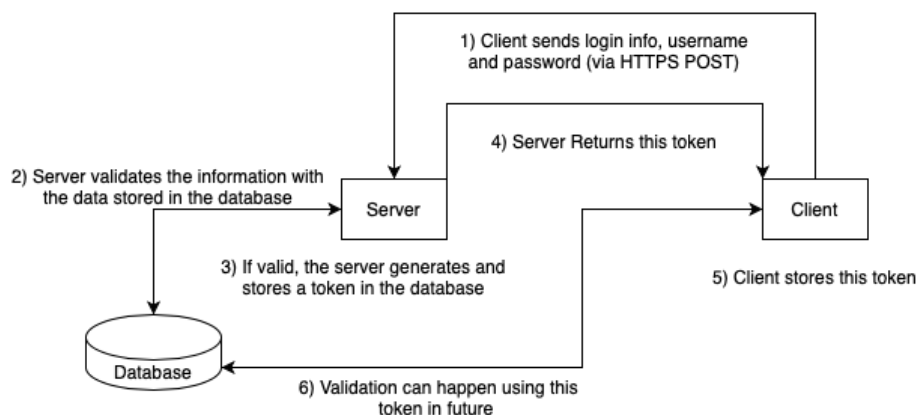 1) Client sends login info, username
and password (via HTTPS POST)
4) Server Returns this token
2) Server validates the information with
the data stored in the database
Server
Client
3) If valid, the server generates and
stores a token in the database
5) Client stores this token
Database
6) Validation can happen using this
token in future